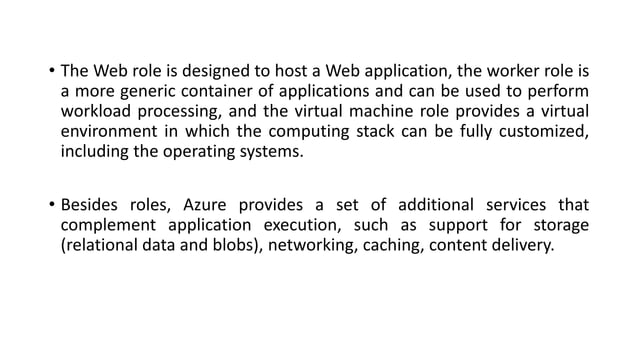 • The Web role is designed to host a Web application, the worker role is
a more generic container of applications and can be used to perform
workload processing, and the virtual machine role provides a virtual
environment in which the computing stack can be fully customized,
including the operating systems.
• Besides roles, Azure provides a set of additional services that
complement application execution, such as support for storage
(relational data and blobs), networking, caching, content delivery.